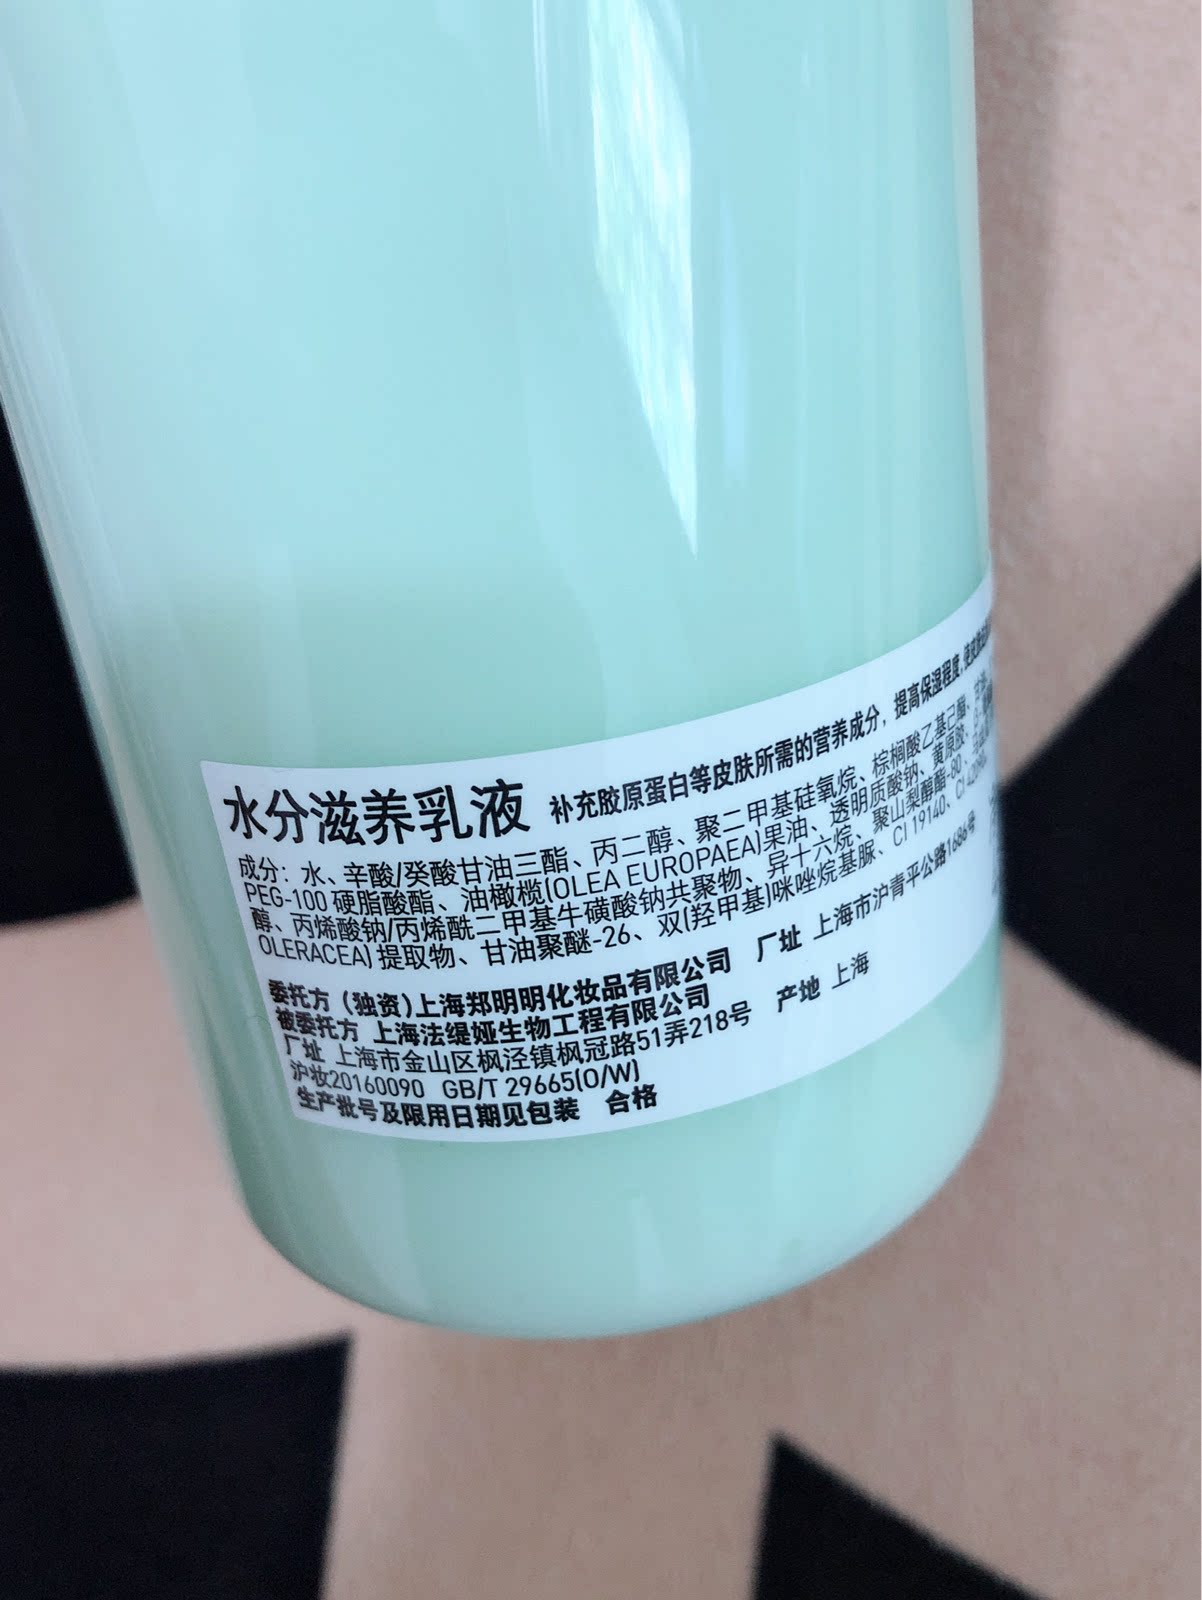 水分滋养乳液 补充胶原蛋白等皮肤所需的营养成分，提高保湿程度，使皮肤
成分：水、辛酸/癸酸甘油三酯、丙二醇、聚二甲基硅氧烷、棕榈酸乙基己酯、甘油、
PEG-100 硬脂酸酯、油橄榄(OLEA EUROPAEA)果油、透明质酸钠、黄原胶、
醇、丙烯酸钠/丙烯酰二甲基牛磺酸钠共聚物、异十六烷、聚山梨醇酯-80、
OLERACEA) 提取物、甘油聚醚-26、双(羟甲基)咪唑烷基脲、CI 19140、CI
委托方 (独资)上海郑明明化妆品有限公司 厂址 上海市沪青平公路1686号
被委托方 上海法缇娅生物工程有限公司
厂址 上海市金山区枫泾镇枫冠路51弄218号 产地 上海
沪妆20160090 GB/T 29665(O/W)
生产批号及限用日期见包装 合格